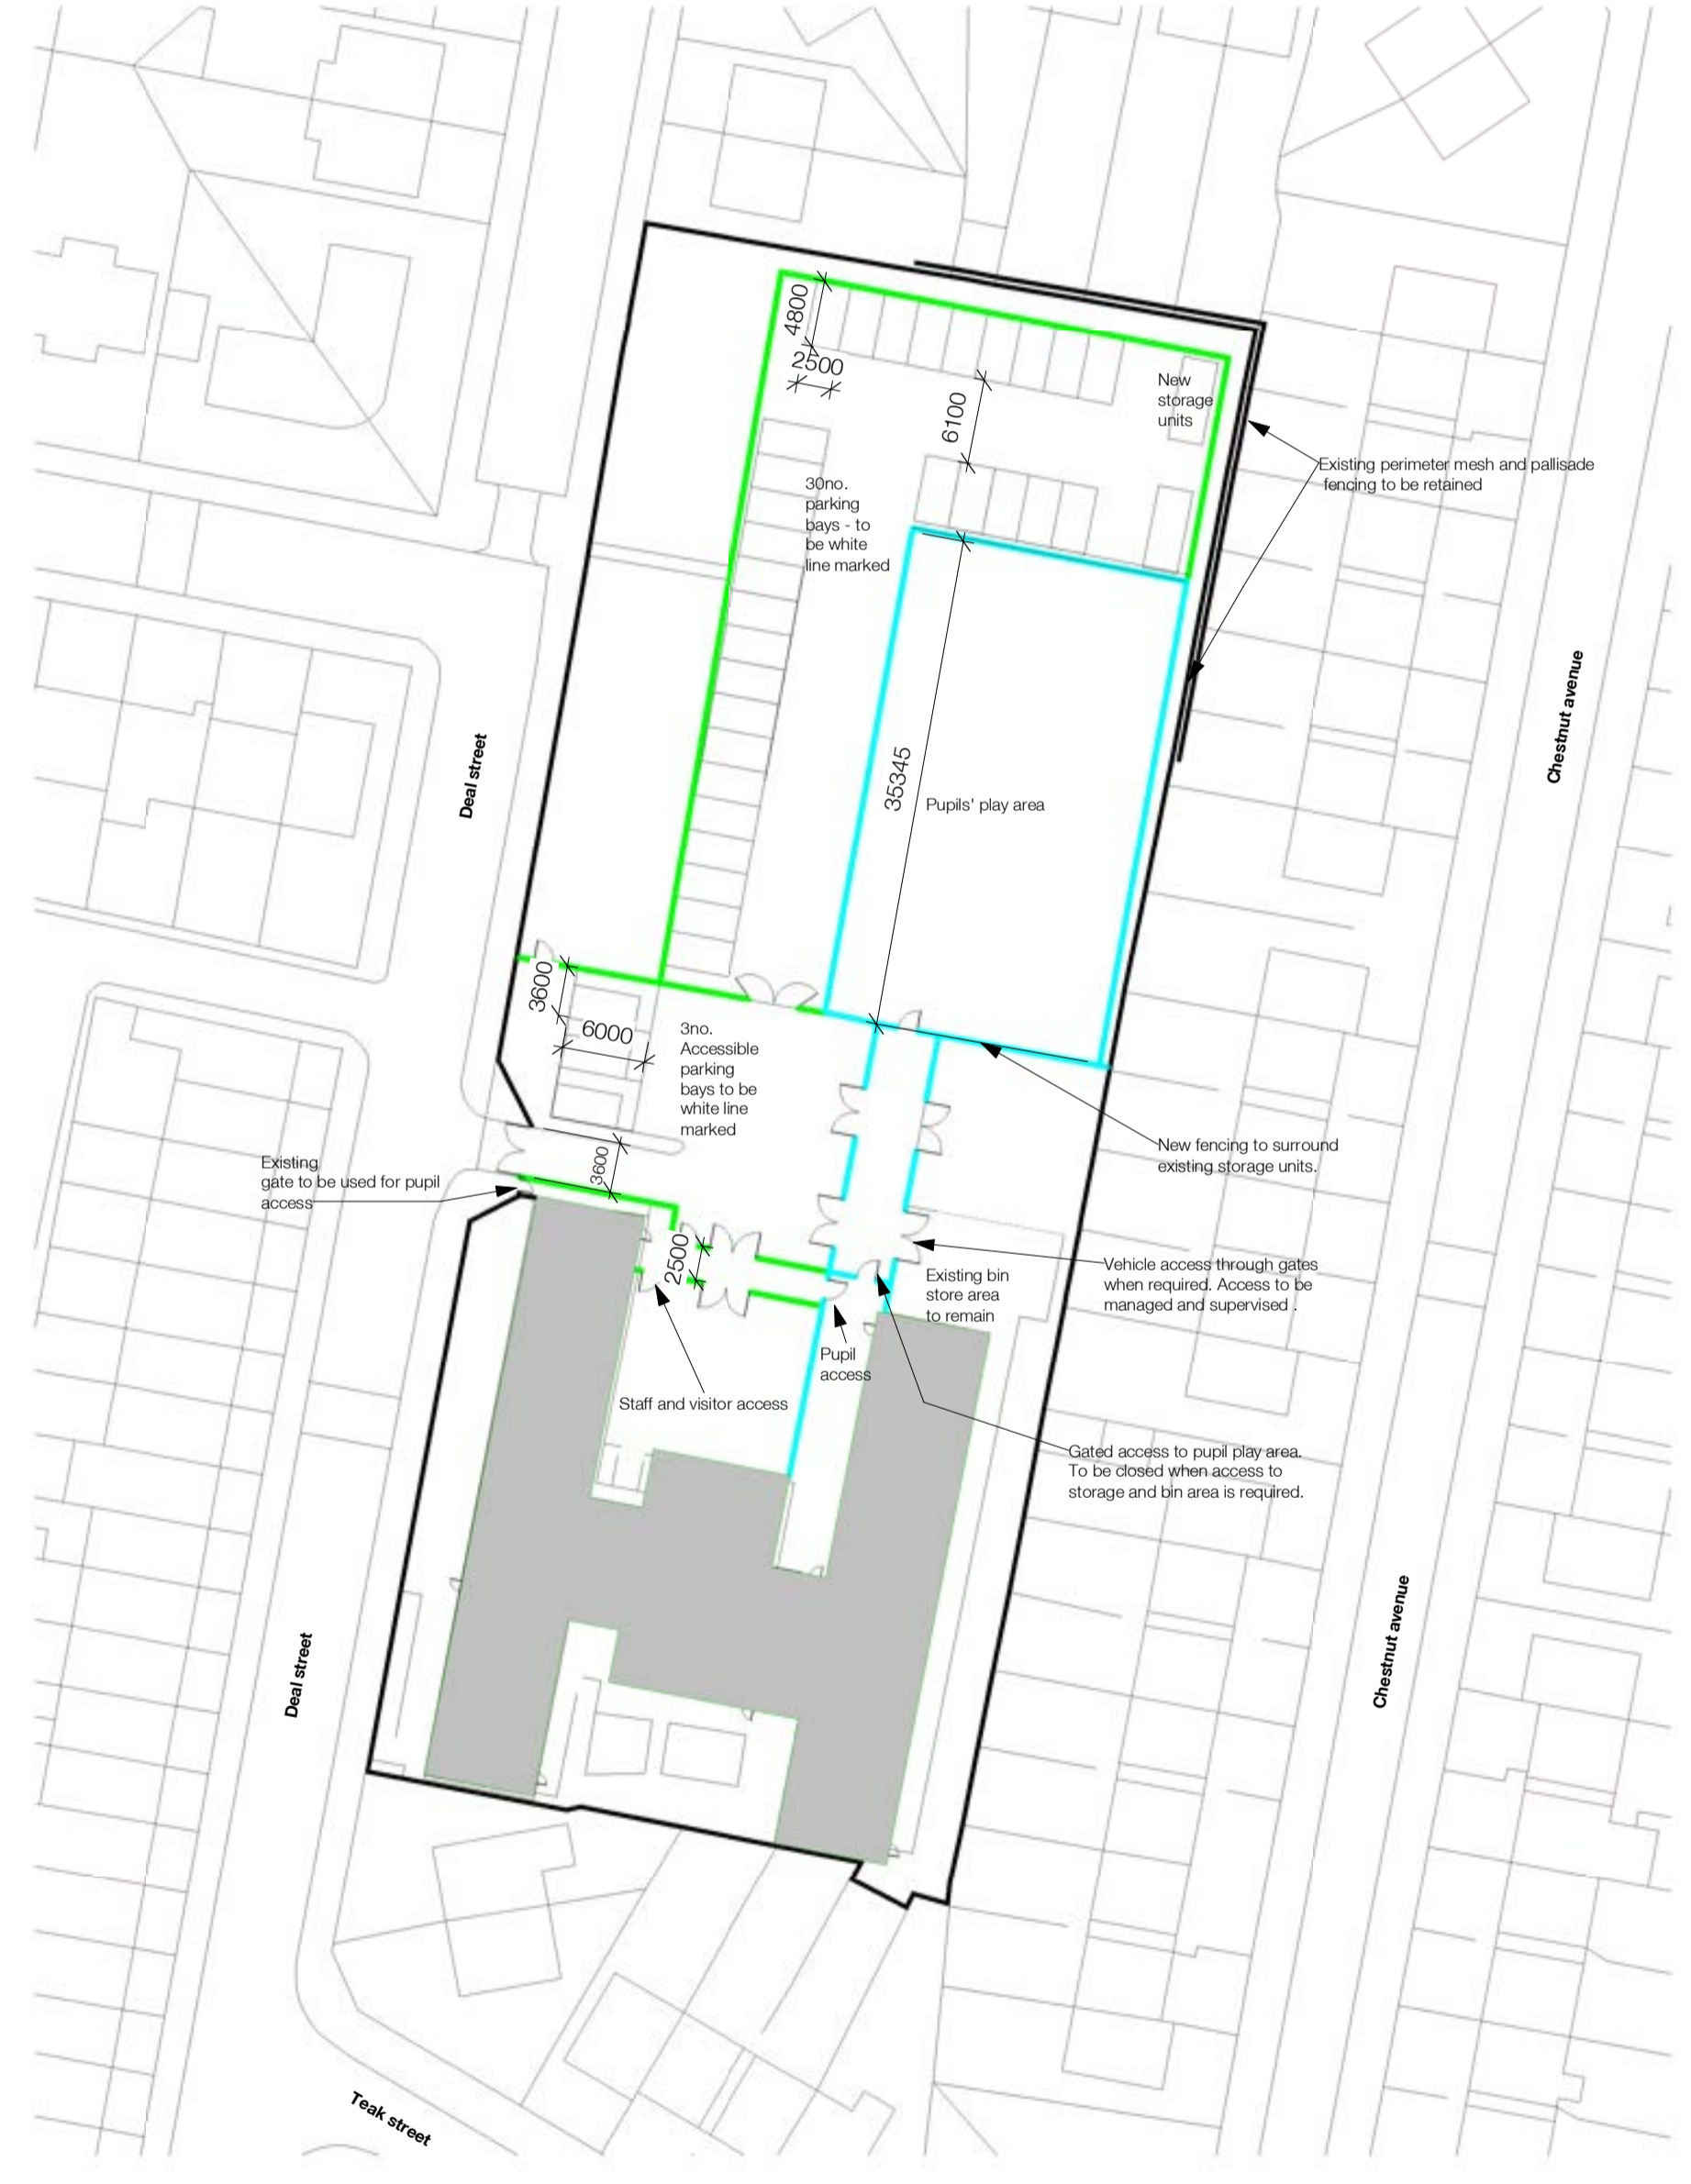 4800
2500
New
storage
units
6100
Existing perimeter mesh and pallisade
fencing to be retained
30no.
parking
bays - to
be white
line marked
Chestnut avenue
Deal street
35345
Pupils' play area
3600
6000
3no.
Accessible
parking
bays to be
white line
marked
New fencing to surround
existing storage units.
Existing
gate to be used for pupil
access
3600
2500
Vehicle access through gates
when required. Access to be
managed and supervised .
Existing bin
store area
to remain
Pupil
access
Staff and visitor access
Gated access to pupil play area.
To be closed when access to
storage and bin area is required.
Deal street
Chestnut avenue
Teak street